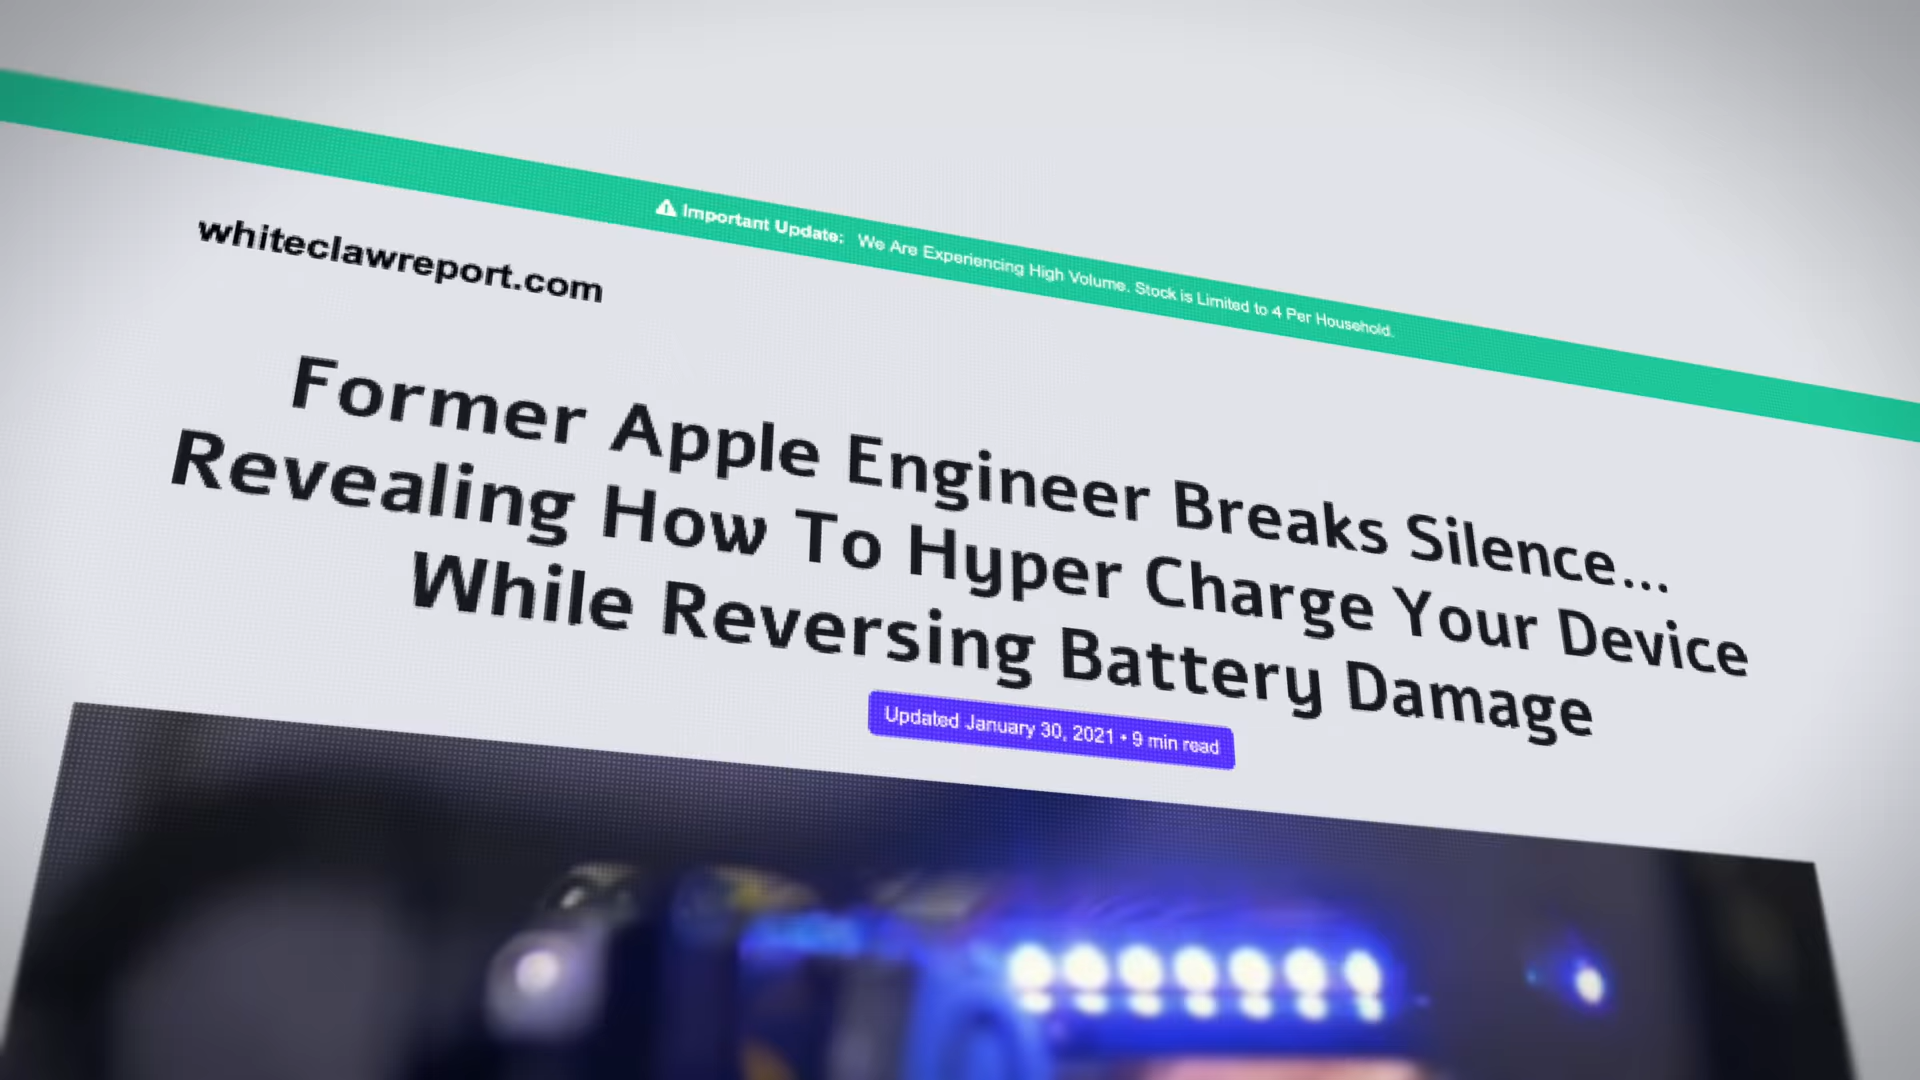 Important Update: We Are Experiencing High Volume. Stock is Limited to 4 Per Household.
whiteclawreport.com
Former Apple Engineer Breaks Silence...
Revealing How To Hyper Charge Your Device
While Reversing Battery Damage
Updated January 30, 2021 • 9 min read